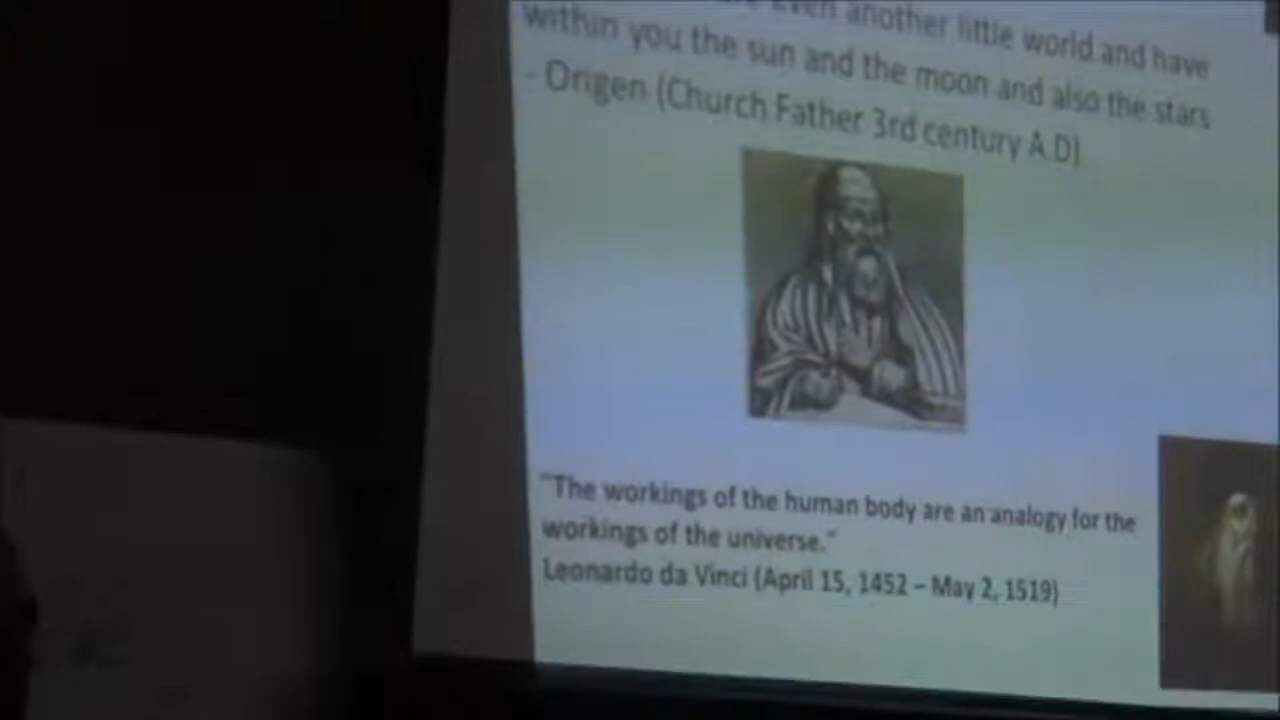 Even another little world and have
within you the sun and the moon and also the stars
- Origen (Church Father 3rd century A.D)
"The workings of the human body are an analogy for the
workings of the universe."
Leonardo da Vinci (April 15, 1452 – May 2, 1519)